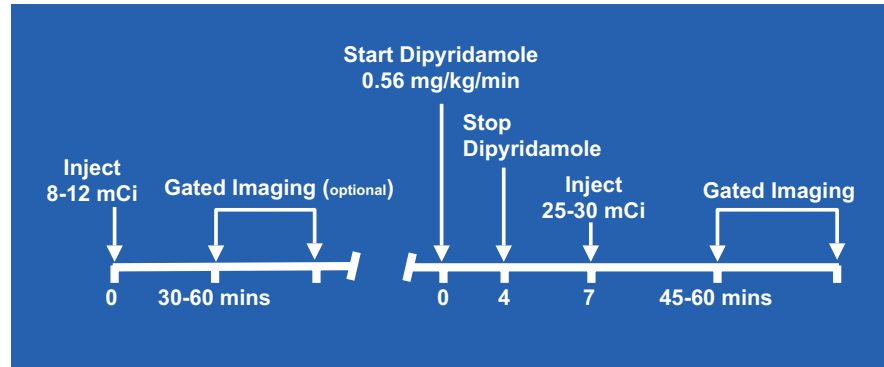 Start Dipyridamole
0.56 mg/kg/min
Stop
Dipyridamole
Inject
8-12 mCi
Gated Imaging (optional)
Inject
25-30 mCi
Gated Imaging
0
30-60 mins
0
4
7
45-60 mins